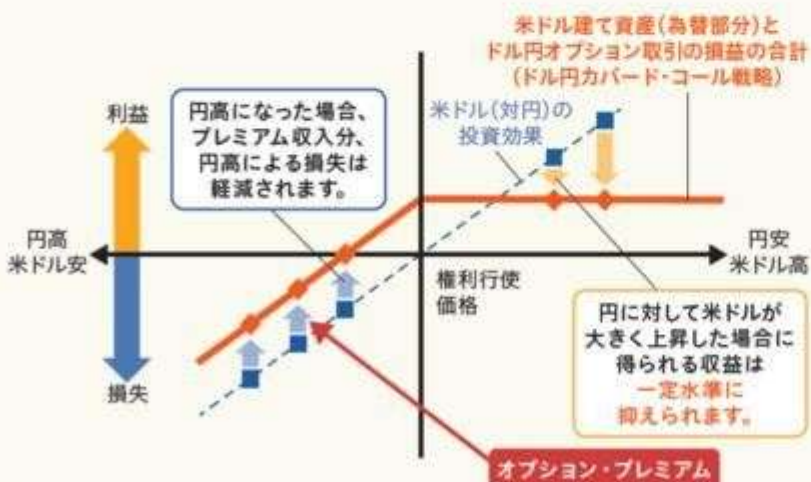 米ドル建て資産(為替部分)と
ドル円オプション取引の損益の合計
(ドル円カバード・コール戦略)
利益
円高になった場合、
プレミアム収入分、
円高による損失は
軽減されます。
米ドル(対円)の
投資効果
円高
米ドル安
円安
米ドル高
権利行使
価格
損失
円に対して米ドルが
大きく上昇した場合に
得られる収益は
一定水準に
抑えられます。
オプション・プレミアム